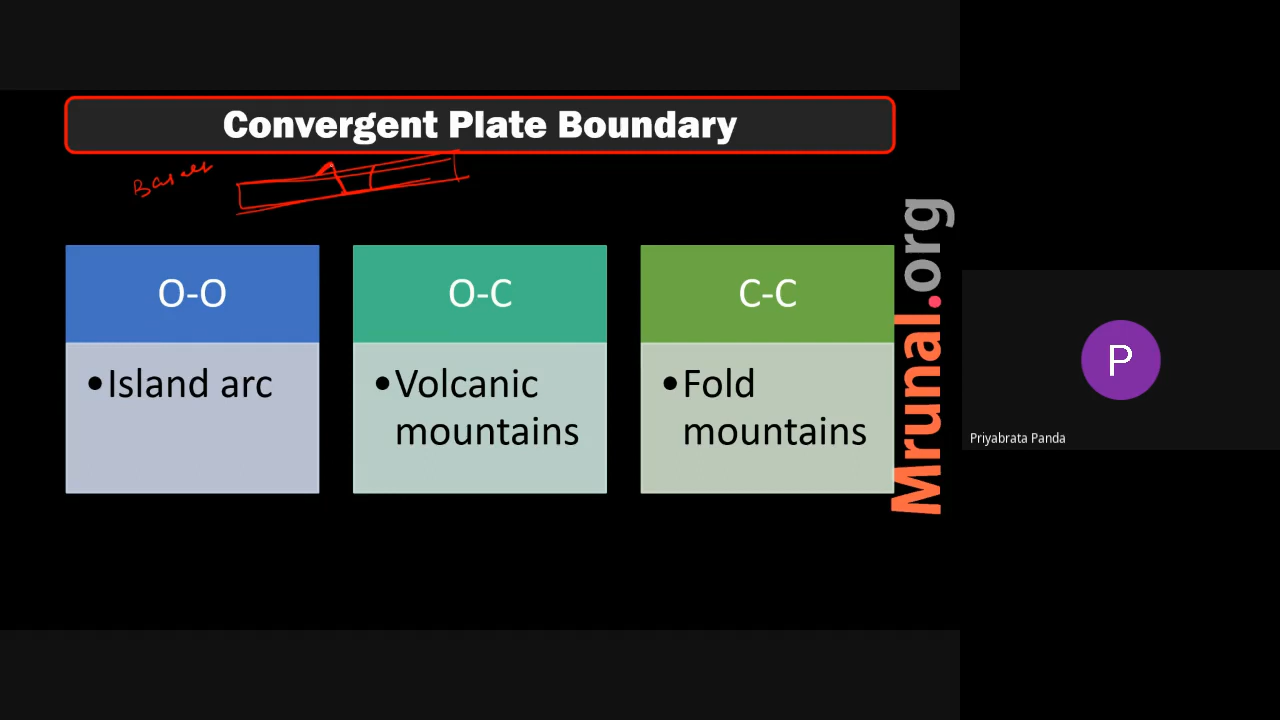 Convergent Plate Boundary
O-O
•Island arc
O-C
•Volcanic
mountains
C-C
•Fold
mountains
Mrunal.org
P
Priyabrata Panda